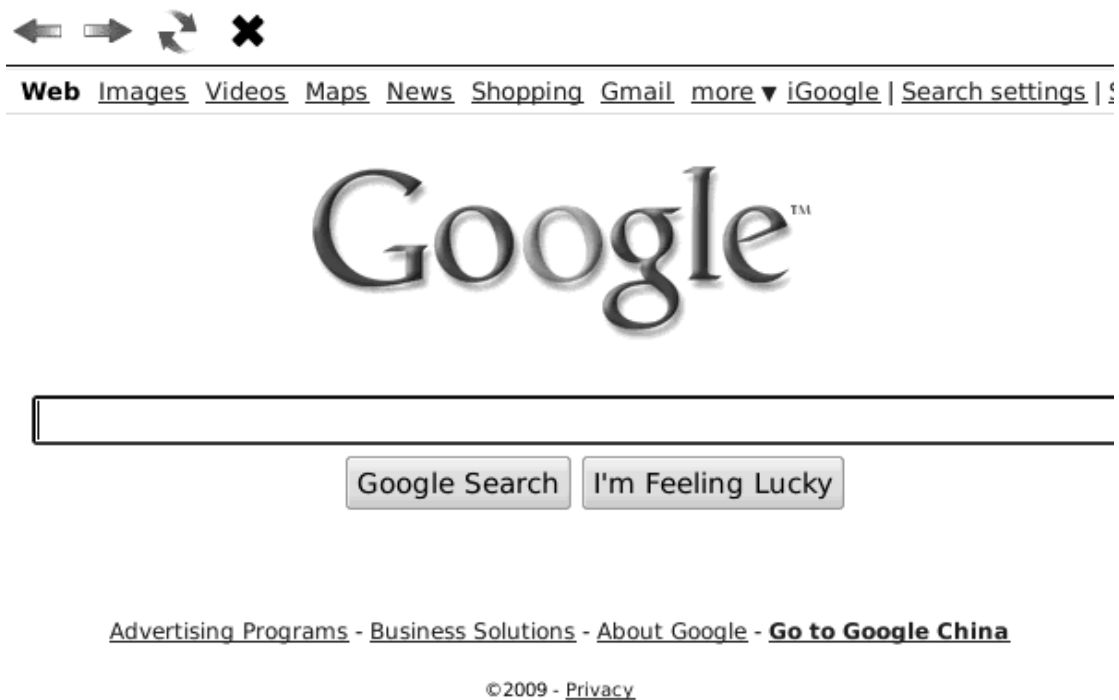 Web Images Videos Maps News Shopping Gmail more ▼ iGoogle | Search settings |
Google™
Google Search I'm Feeling Lucky
Advertising Programs - Business Solutions - About Google - Go to Google China
©2009 - Privacy